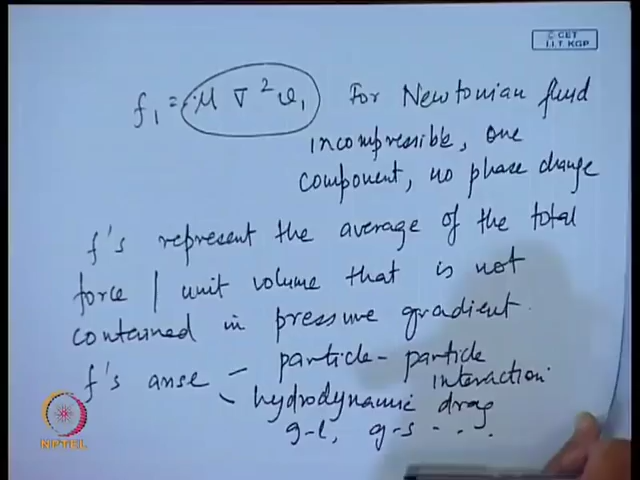 © CET
I.I.T. KGP
f₁ = μ ∇² v₁ For Newtonian fluid
incompressible, one
component, no phase change
f's represent the average of the total
force / unit volume that is not
contained in pressure gradient.
f's arise – particle – particle
interaction
– hydrodynamic drag
g-l, g-s - - .
NPTEL